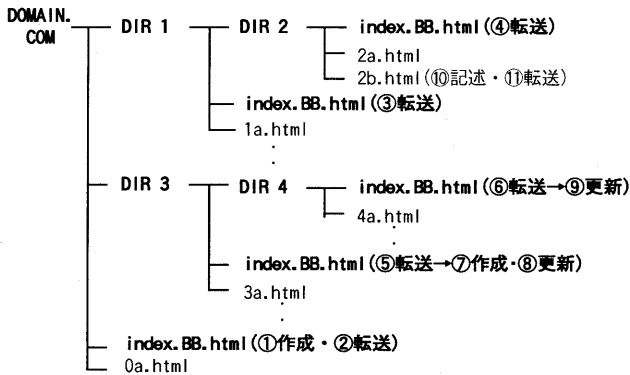 DOMAIN.COM DIR 1 DIR 2 index.BB.html(④転送)
2a.html
2b.html(⑩記述・⑪転送)
index.BB.html(③転送)
1a.html
DIR 3 DIR 4 index.BB.html(⑥転送→⑨更新)
4a.html
index.BB.html(⑤転送→⑦作成・⑧更新)
3a.html
index.BB.html(①作成・②転送)
0a.html